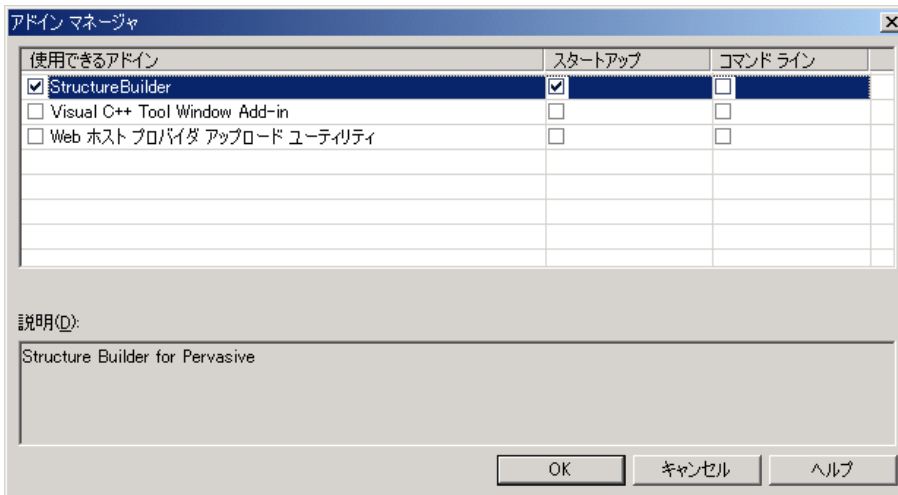 アドイン マネージャ
使用できるアドイン スタートアップ コマンド ライン
StructureBuilder
Visual C++ Tool Window Add-in
Web ホスト プロバイダ アップロード ユーティリティ
説明(D):
Structure Builder for Pervasive
OK キャンセル ヘルプ